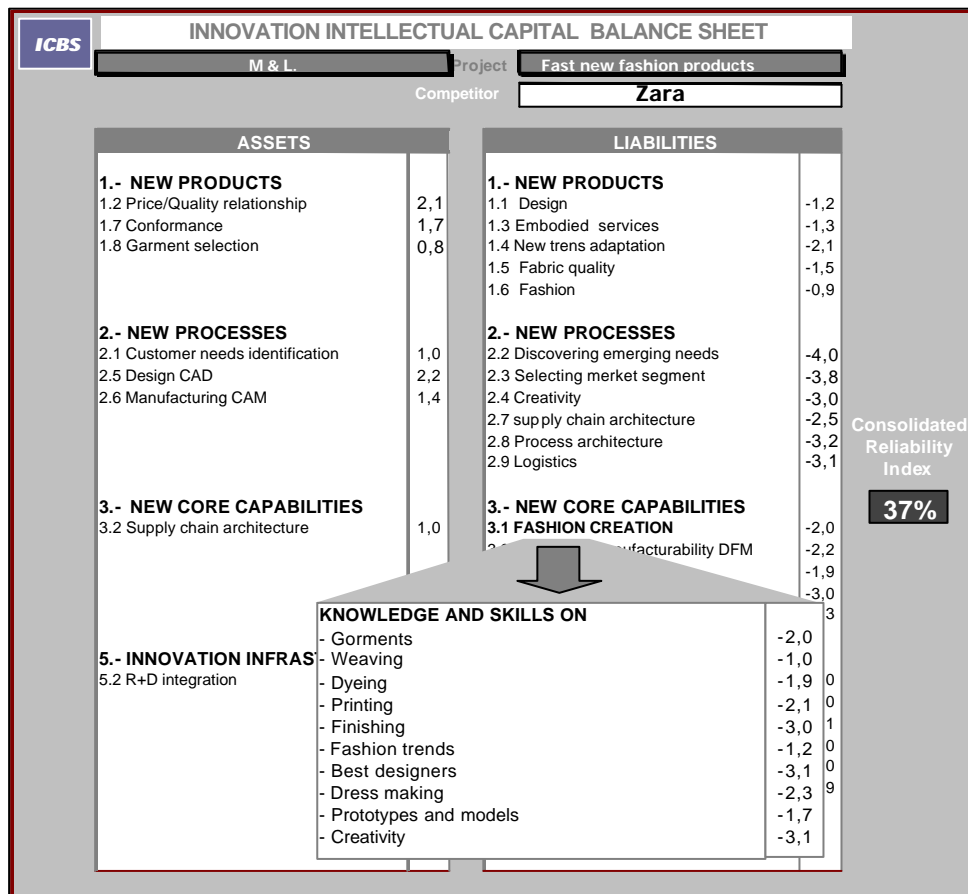 ICBS
INNOVATION INTELLECTUAL CAPITAL BALANCE SHEET
M & L. Project Fast new fashion products
Competitor Zara
ASSETS
1.- NEW PRODUCTS
1.2 Price/Quality relationship 2,1
1.7 Conformance 1,7
1.8 Garment selection 0,8
2.- NEW PROCESSES
2.1 Customer needs identification 1,0
2.5 Design CAD 2,2
2.6 Manufacturing CAM 1,4
3.- NEW CORE CAPABILITIES
3.2 Supply chain architecture 1,0
5.- INNOVATION
5.2 R+D integration
LIABILITIES
1.- NEW PRODUCTS
1.1 Design -1,2
1.3 Embodied services -1,3
1.4 New trens adaptation -2,1
1.5 Fabric quality -1,5
1.6 Fashion -0,9
2.- NEW PROCESSES
2.2 Discovering emerging needs -4,0
2.3 Selecting market segment -3,8
2.4 Creativity -3,0
2.7 supply chain architecture -2,5
2.8 Process architecture -3,2
2.9 Logistics -3,1
3.- NEW CORE CAPABILITIES
3.1 FASHION CREATION -2,0
DFM -2,2
-1,9
-3,0
3
0
0
1
0
0
9
KNOWLEDGE AND SKILLS ON
- Gorments -2,0
- Weaving -1,0
- Dyeing -1,9
- Printing -2,1
- Finishing -3,0
- Fashion trends -1,2
- Best designers -3,1
- Dress making -2,3
- Prototypes and models -1,7
- Creativity -3,1
Consolidated
Reliability
Index
37%